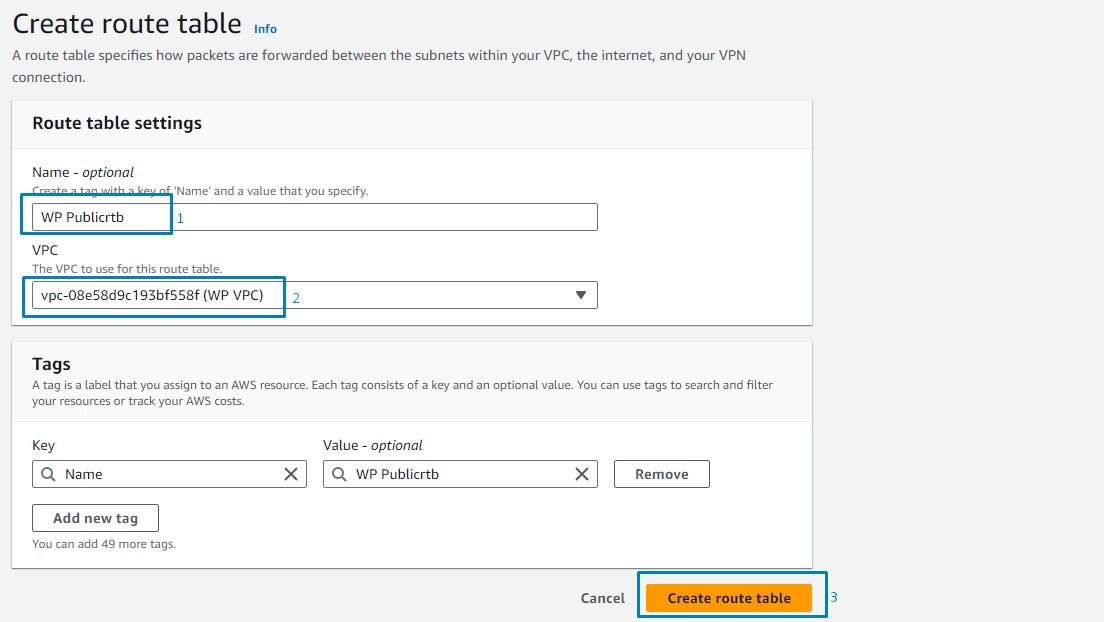 Create route table Info
A route table specifies how packets are forwarded between the subnets within your VPC, the internet, and your VPN
connection.
Route table settings
Name - optional
Create a tag with a key of 'Name' and a value that you specify.
WP Publicrtb 1
VPC
The VPC to use for this route table.
vpc-08e58d9c193bf558f (WP VPC) 2
Tags
A tag is a label that you assign to an AWS resource. Each tag consists of a key and an optional value. You can use tags to search and filter
your resources or track your AWS costs.
Key Value - optional
Name WP Publicrtb Remove
Add new tag
You can add 49 more tags.
Cancel Create route table 3